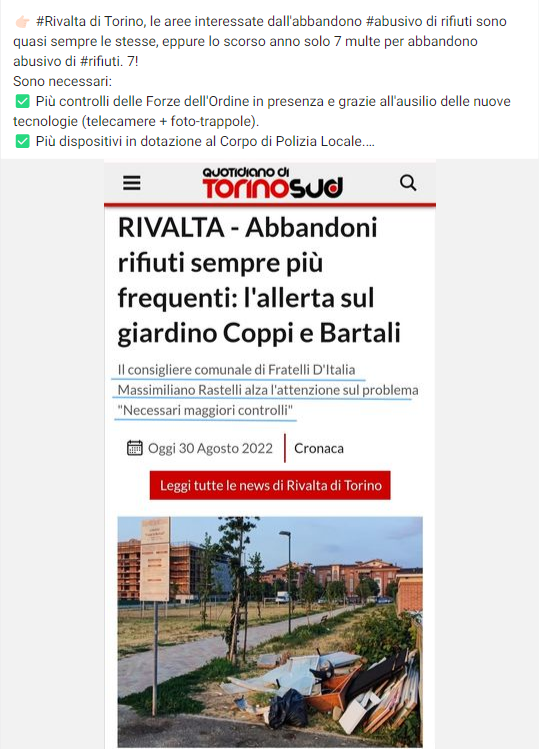 👉🏻 #Rivalta di Torino, le aree interessate dall'abbandono #abusivo di rifiuti sono
quasi sempre le stesse, eppure lo scorso anno solo 7 multe per abbandono
abusivo di #rifiuti. 7!
Sono necessari:
✅ Più controlli delle Forze dell'Ordine in presenza e grazie all'ausilio delle nuove
tecnologie (telecamere + foto-trappole).
✅ Più dispositivi in dotazione al Corpo di Polizia Locale....
QUOTIDIANO DI
TORINOSUD
RIVALTA - Abbandoni
rifiuti sempre più
frequenti: l'allerta sul
giardino Coppi e Bartali
Il consigliere comunale di Fratelli D'Italia
Massimiliano Rastelli alza l'attenzione sul problema
"Necessari maggiori controlli"
Oggi 30 Agosto 2022
Cronaca
Leggi tutte le news di Rivalta di Torino